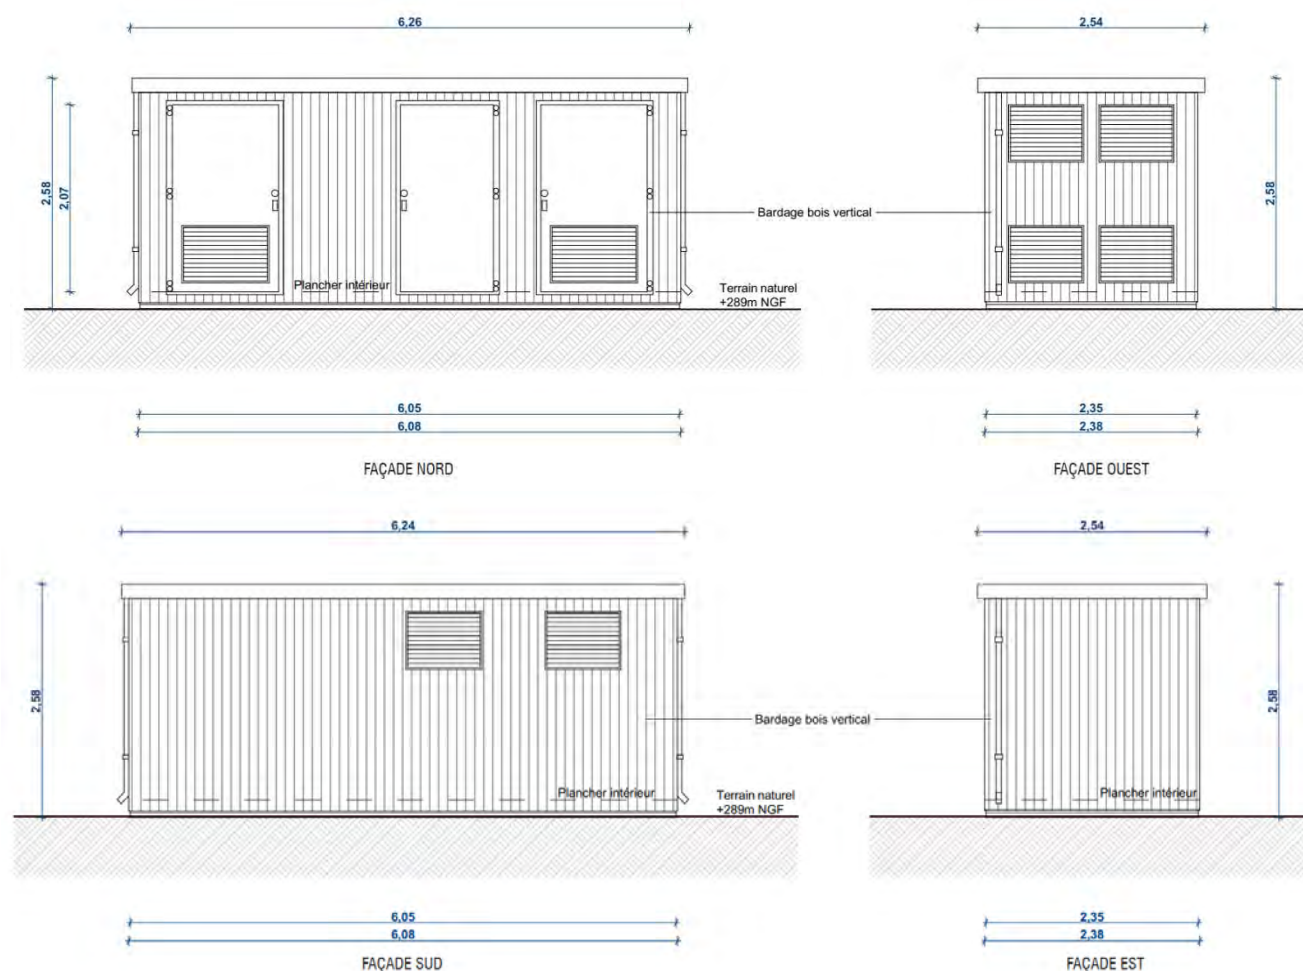 6,26
2,54
2,58
2,07
2,58
Bardage bois vertical
Plancher intérieur
Terrain naturel
+289m NGF
6,05
2,35
6,08
2,38
FAÇADE NORD
FAÇADE OUEST
6,24
2,54
2,58
2,58
Bardage bois vertical
Plancher intérieur
Terrain naturel
+289m NGF
Plancher intérieur
6,05
2,35
6,08
2,38
FAÇADE SUD
FAÇADE EST